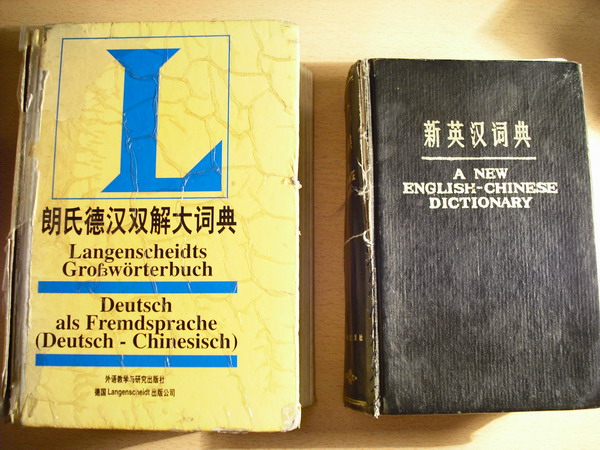 L
朗氏德汉双解大词典
Langenscheidts
Großwörterbuch
Deutsch
als Fremdsprache
(Deutsch - Chinesisch)
外语教学与研究出版社
德国 Langenscheidt 出版公司
新英汉词典
A NEW
ENGLISH-CHINESE
DICTIONARY